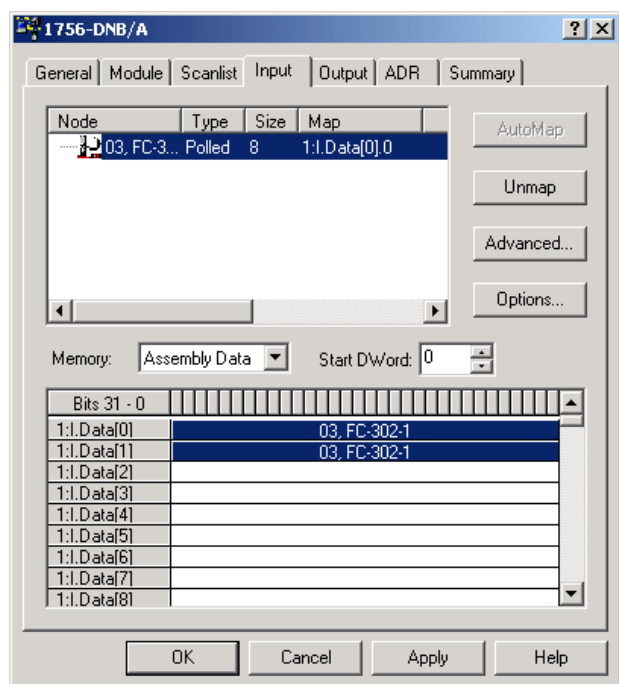 1756-DNB/A
General Module Scanlist Input Output ADR Summary
Node Type Size Map
03, FC-3... Polled 8 1:I.Data[0].0
AutoMap
Unmap
Advanced...
Options...
Memory: Assembly Data Start DWord: 0
Bits 31 - 0
1:I.Data[0] 03, FC-302-1
1:I.Data[1] 03, FC-302-1
1:I.Data[2]
1:I.Data[3]
1:I.Data[4]
1:I.Data[5]
1:I.Data[6]
1:I.Data[7]
1:I.Data[8]
OK Cancel Apply Help